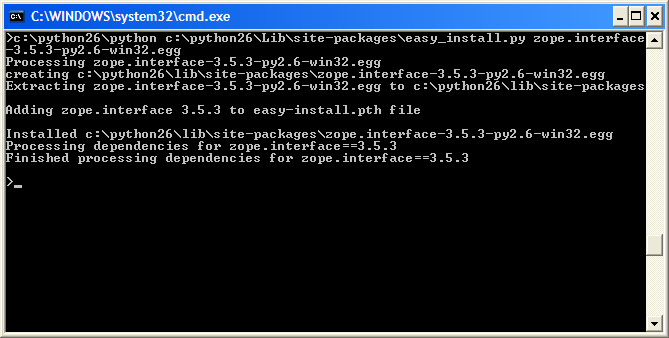 C:\WINDOWS\system32\cmd.exe
>c:\python26\python c:\python26\Lib\site-packages\easy_install.py zope.interface
-3.5.3-py2.6-win32.egg
Processing zope.interface-3.5.3-py2.6-win32.egg
creating c:\python26\lib\site-packages\zope.interface-3.5.3-py2.6-win32.egg
Extracting zope.interface-3.5.3-py2.6-win32.egg to c:\python26\lib\site-packages
Adding zope.interface 3.5.3 to easy-install.pth file
Installed c:\python26\lib\site-packages\zope.interface-3.5.3-py2.6-win32.egg
Processing dependencies for zope.interface==3.5.3
Finished processing dependencies for zope.interface==3.5.3
>_